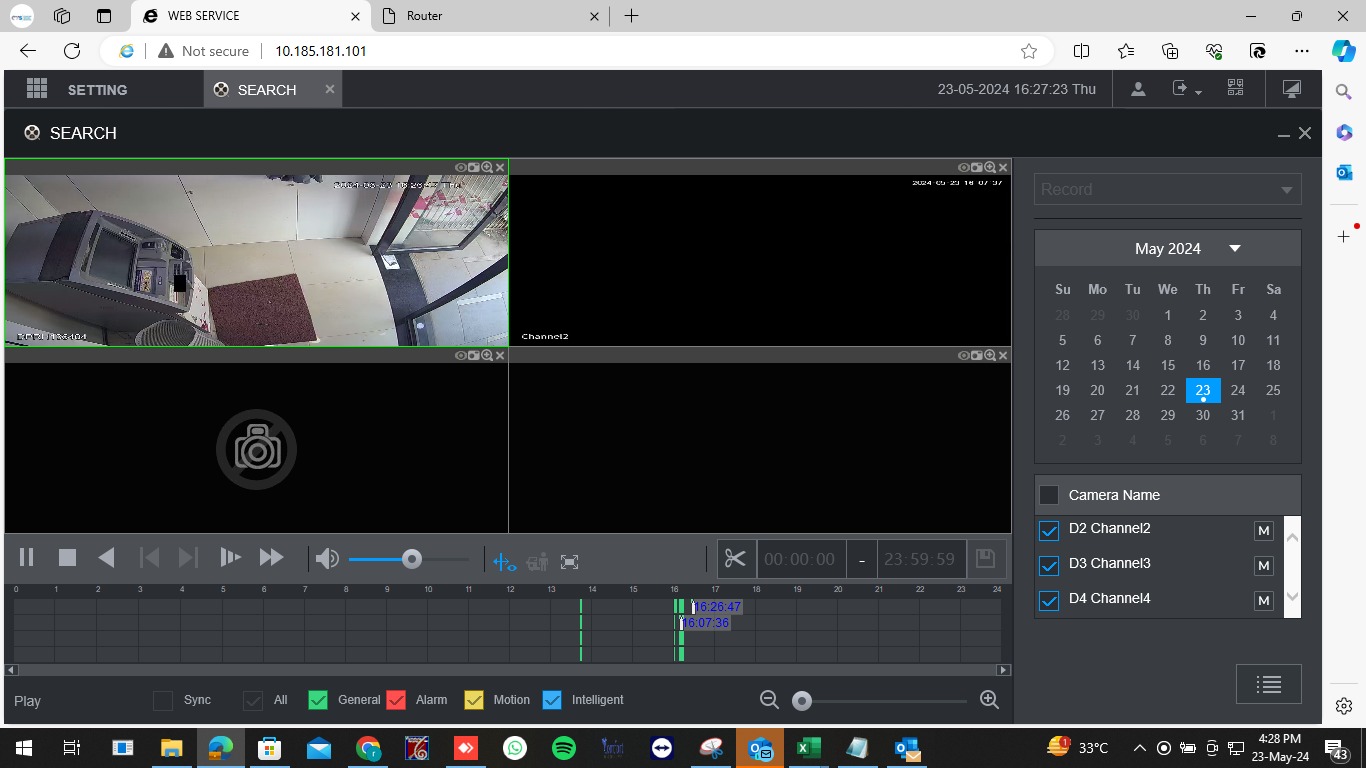 WEB SERVICE
Router
Not secure
10.185.181.101
SETTING
SEARCH
23-05-2024 16:27:23 Thu
SEARCH
2024 05-23 16 07 37
Channel2
Record
May 2024
Su Mo Tu We Th Fr Sa
28 29 30 1 2 3 4
5 6 7 8 9 10 11
12 13 14 15 16 17 18
19 20 21 22 23 24 25
26 27 28 29 30 31 1
2 3 4 5 6 7 8
Camera Name
D2 Channel2 M
D3 Channel3 M
D4 Channel4 M
00:00:00 - 23:59:59
0 1 2 3 4 5 6 7 8 9 10 11 12 13 14 15 16 17 18 19 20 21 22 23 24
16:26:47
16:07:36
Play
Sync
All
General
Alarm
Motion
Intelligent
1
33°C
4:28 PM
23-May-24
43